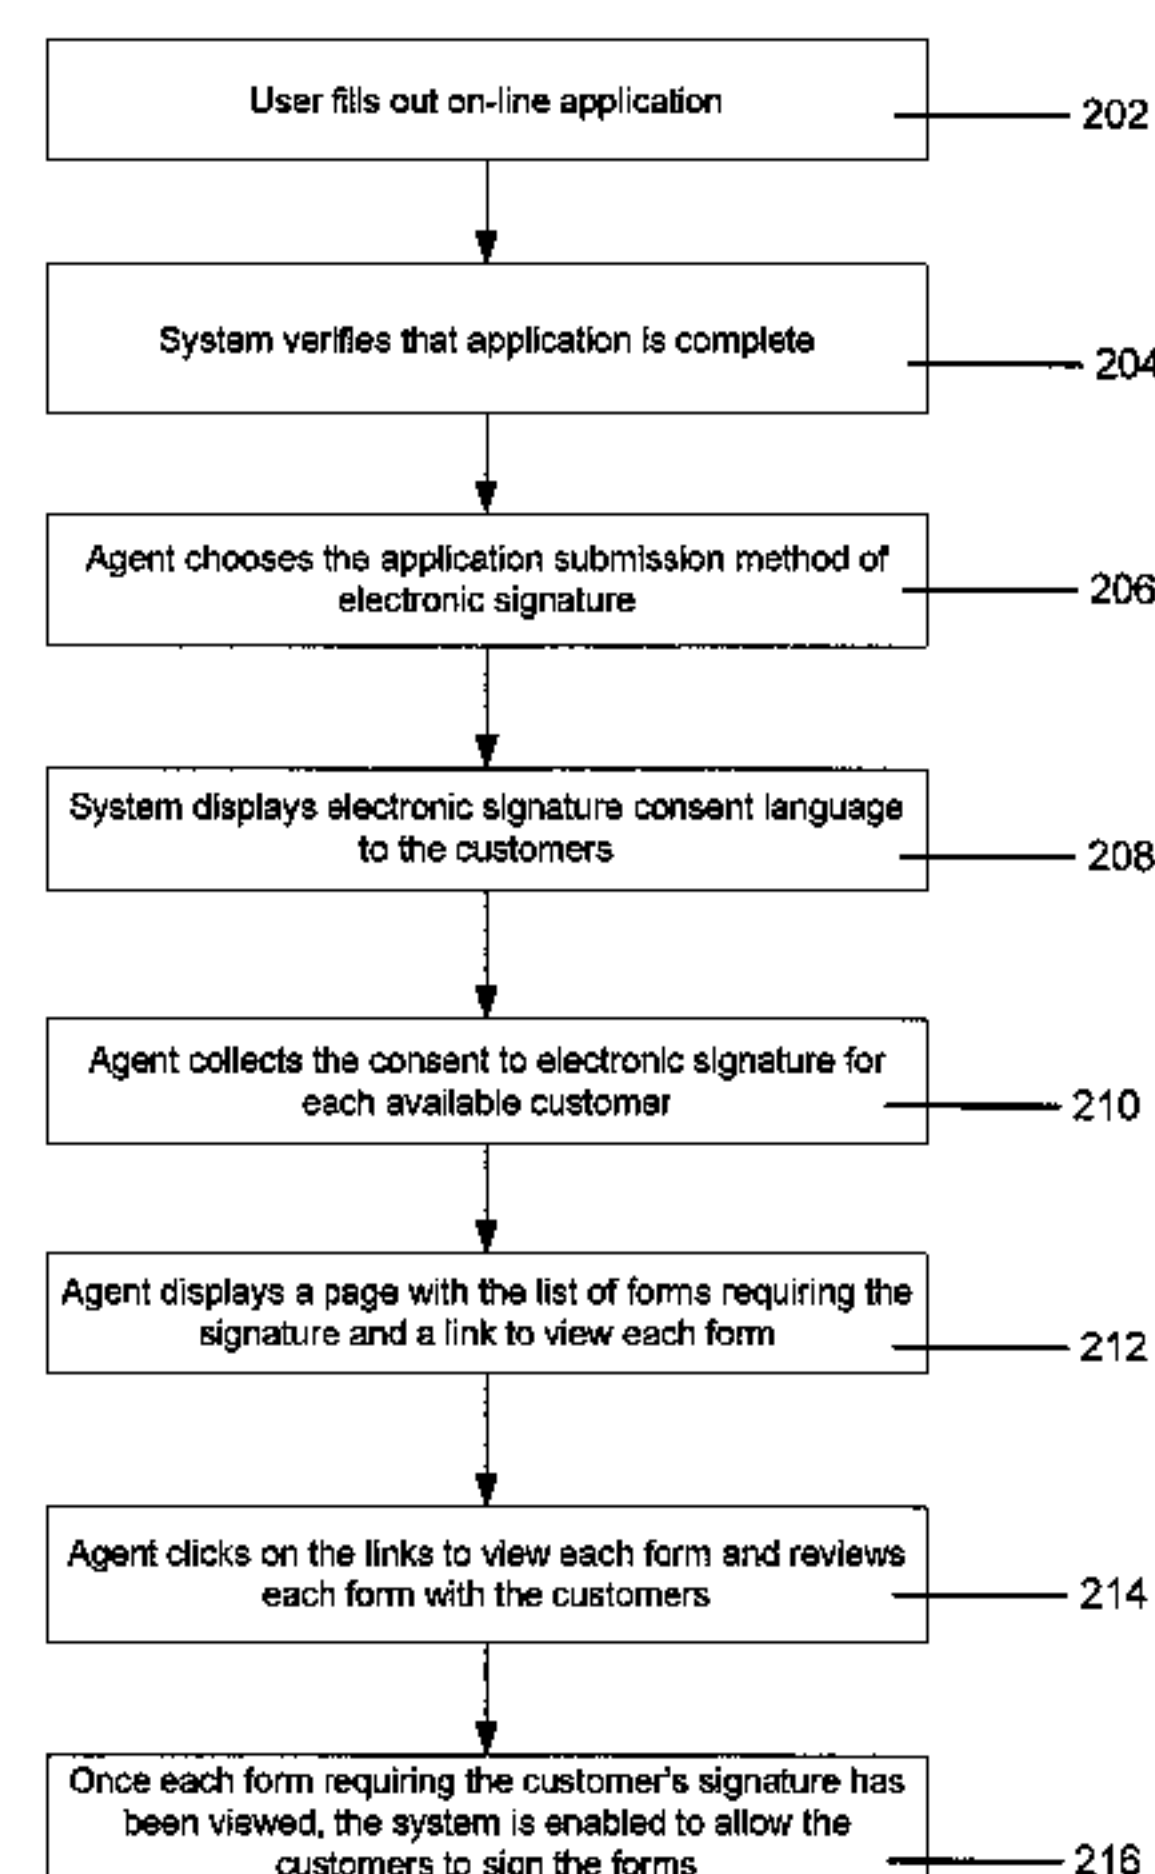 User fills out on-line application
202
System verifies that application is complete
204
Agent chooses the application submission method of
electronic signature
206
System displays electronic signature consent language
to the customers
208
Agent collects the consent to electronic signature for
each available customer
210
Agent displays a page with the list of forms requiring the
signature and a link to view each form
212
Agent clicks on the links to view each form and reviews
each form with the customers
214
Once each form requiring the customer's signature has
been viewed, the system is enabled to allow the
customers to sign the forms
216